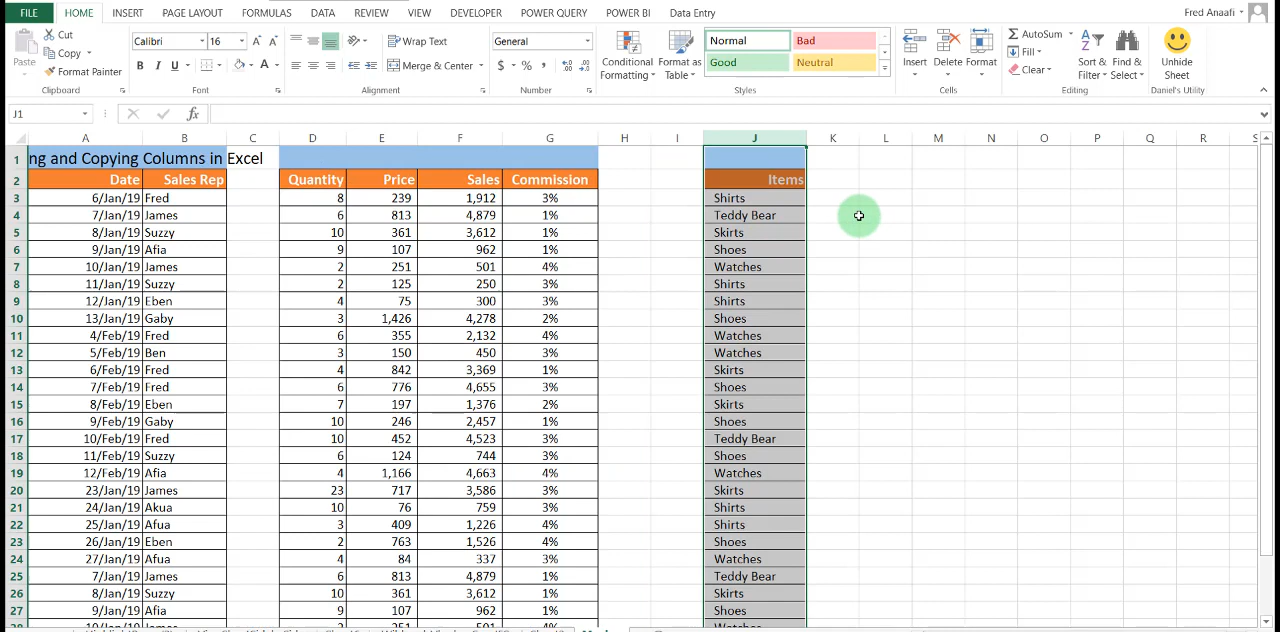 FILE HOME INSERT PAGE LAYOUT FORMULAS DATA REVIEW VIEW DEVELOPER POWER QUERY POWER BI Data Entry Fred Anaafi
Paste Cut Copy Format Painter Clipboard
Calibri 16 A A B I U A Font
Wrap Text Merge & Center Alignment
General $ % , Number
Conditional Formatting Format as Table Normal Bad Good Neutral Styles
Insert Delete Format Cells
AutoSum Fill Clear Sort & Filter Find & Select Editing
Unhide Sheet Daniel's Utility
J1 fx
A B C D E F G H I J K L M N O P Q R S
1 ng and Copying Columns in Excel
2 Date Sales Rep Quantity Price Sales Commission Items
3 6/Jan/19 Fred 8 239 1,912 3% Shirts
4 7/Jan/19 James 6 813 4,879 1% Teddy Bear
5 8/Jan/19 Suzzy 10 361 3,612 1% Skirts
6 9/Jan/19 Afia 9 107 962 1% Shoes
7 10/Jan/19 James 2 251 501 4% Watches
8 11/Jan/19 Suzzy 2 125 250 3% Shirts
9 12/Jan/19 Eben 4 75 300 3% Shirts
10 13/Jan/19 Gaby 3 1,426 4,278 2% Shoes
11 4/Feb/19 Fred 6 355 2,132 4% Watches
12 5/Feb/19 Ben 3 150 450 3% Watches
13 6/Feb/19 Fred 4 842 3,369 1% Skirts
14 7/Feb/19 Fred 6 776 4,655 3% Shoes
15 8/Feb/19 Eben 7 197 1,376 2% Skirts
16 9/Feb/19 Gaby 10 246 2,457 1% Shoes
17 10/Feb/19 Fred 10 452 4,523 3% Teddy Bear
18 11/Feb/19 Suzzy 6 124 744 3% Shoes
19 12/Feb/19 Afia 4 1,166 4,663 4% Watches
20 23/Jan/19 James 23 717 3,586 3% Skirts
21 24/Jan/19 Akua 10 76 759 3% Shirts
22 25/Jan/19 Afua 3 409 1,226 4% Shirts
23 26/Jan/19 Eben 2 763 1,526 4% Shoes
24 27/Jan/19 Afua 4 84 337 3% Watches
25 7/Jan/19 James 6 813 4,879 1% Teddy Bear
26 8/Jan/19 Suzzy 10 361 3,612 1% Skirts
27 9/Jan/19 Afia 9 107 962 1% Shoes
28 10/Jan/19 James 2 251 501 4% Watches